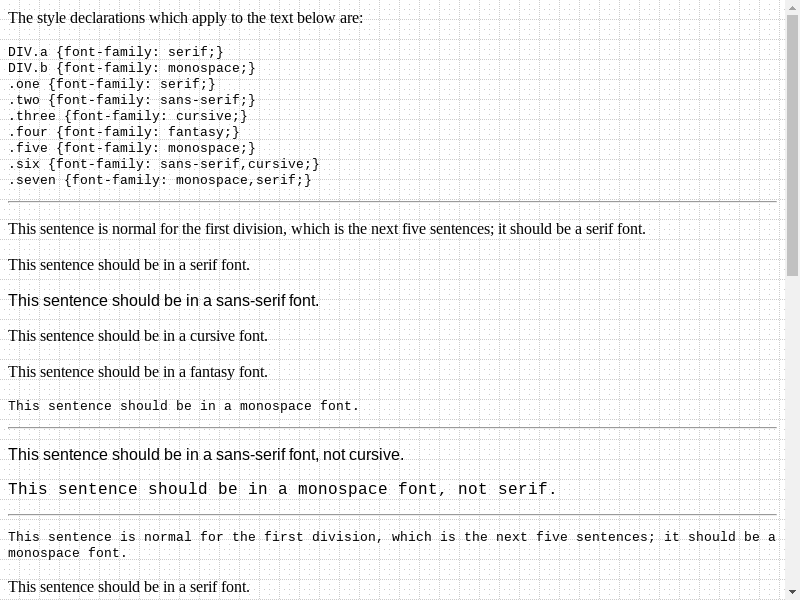 The style declarations which apply to the text below are:
DIV.a {font-family: serif;}
DIV.b {font-family: monospace;}
.one {font-family: serif;}
.two {font-family: sans-serif;}
.three {font-family: cursive;}
.four {font-family: fantasy;}
.five {font-family: monospace;}
.six {font-family: sans-serif,cursive;}
.seven {font-family: monospace,serif;}
This sentence is normal for the first division, which is the next five sentences; it should be a serif font.
This sentence should be in a serif font.
This sentence should be in a sans-serif font.
This sentence should be in a cursive font.
This sentence should be in a fantasy font.
This sentence should be in a monospace font.
This sentence should be in a sans-serif font, not cursive.
This sentence should be in a monospace font, not serif.
This sentence is normal for the first division, which is the next five sentences; it should be a
monospace font.
This sentence should be in a serif font.